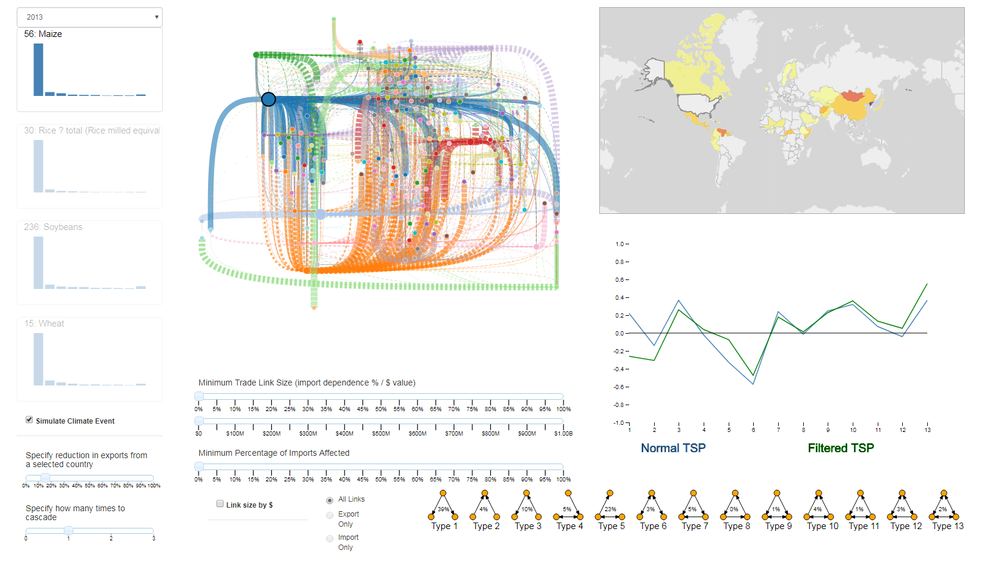 2013
56: Maize
30: Rice ? total (Rice milled equival
236: Soybeans
15: Wheat
Simulate Climate Event
Specify reduction in exports from
a selected country
0% 10% 20% 30% 40% 50% 60% 70% 80% 90% 100%
Specify how many times to
cascade
0 1 2 3
Minimum Trade Link Size (import dependence % / $ value)
0% 5% 10% 15% 20% 25% 30% 35% 40% 45% 50% 55% 60% 65% 70% 75% 80% 85% 90% 95% 100%
$0 $100M $200M $300M $400M $500M $600M $700M $800M $900M $1.00B
Minimum Percentage of Imports Affected
0% 5% 10% 15% 20% 25% 30% 35% 40% 45% 50% 55% 60% 65% 70% 75% 80% 85% 90% 95% 100%
Link size by $
All Links
Export
Only
Import
Only
1.0
0.8
0.6
0.4
0.2
0.0
-0.2
-0.4
-0.6
-0.8
-1.0
1 2 3 4 5 6 7 8 9 10 11 12 13
Normal TSP Filtered TSP
39% 4% 10% 5% 23% 3% 5% 0% 1% 4% 1% 3% 2%
Type 1 Type 2 Type 3 Type 4 Type 5 Type 6 Type 7 Type 8 Type 9 Type 10 Type 11 Type 12 Type 13